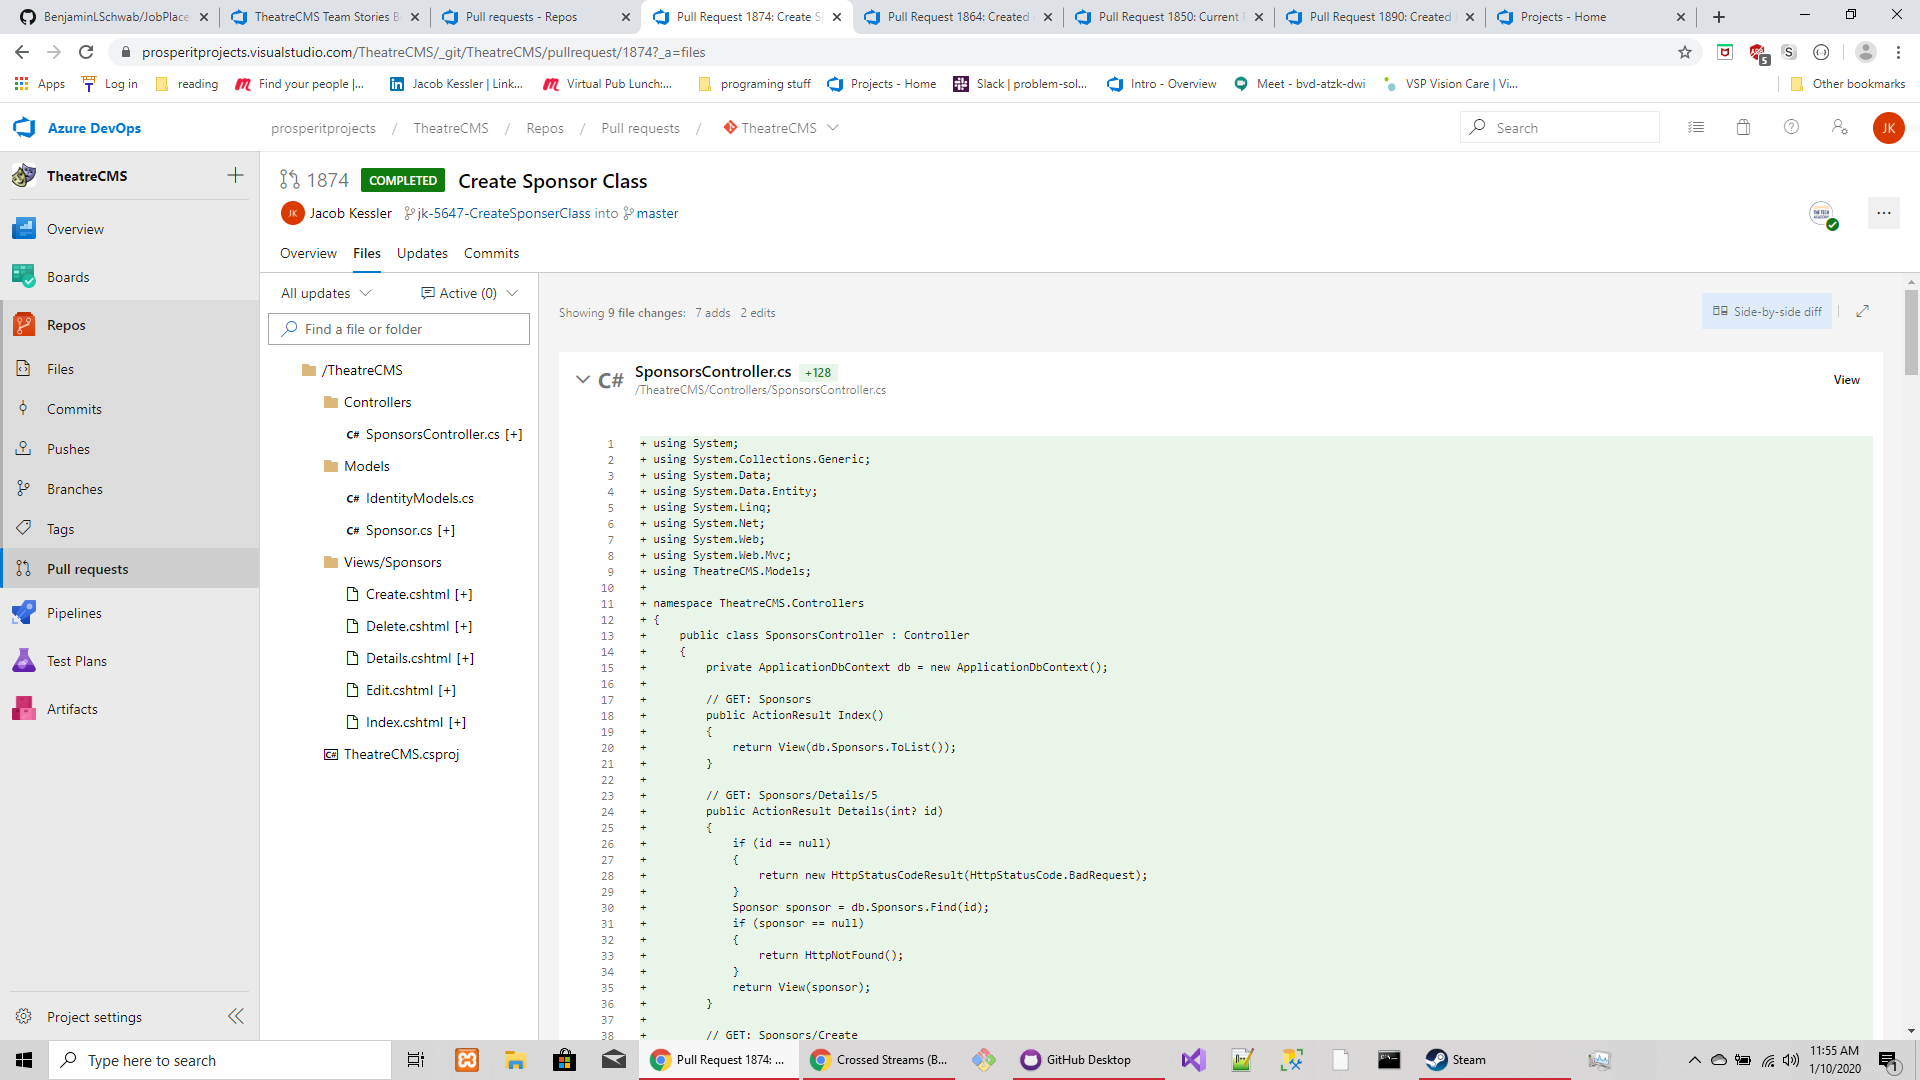 BenjaminLSchwab/JobPlace
TheatreCMS Team Stories B
Pull requests - Repos
Pull Request 1874: Create Sp
Pull Request 1864: Created
Pull Request 1850: Current
Pull Request 1890: Created
Projects - Home
prosperitprojects.visualstudio.com/TheatreCMS/_git/TheatreCMS/pullrequest/1874?_a=files
5
Apps
Log in
reading
Find your people |...
Jacob Kessler | Link...
Virtual Pub Lunch:...
programing stuff
Projects - Home
Slack | problem-sol...
Intro - Overview
Meet - bvd-atzk-dwi
VSP Vision Care | Vi...
Other bookmarks
Azure DevOps
prosperitprojects / TheatreCMS / Repos / Pull requests / TheatreCMS
Search
JK
TheatreCMS
Overview
Boards
Repos
Files
Commits
Pushes
Branches
Tags
Pull requests
Pipelines
Test Plans
Artifacts
Project settings
1874 COMPLETED Create Sponsor Class
JK Jacob Kessler jk-5647-CreateSponserClass into master
Overview Files Updates Commits
All updates
Active (0)
Find a file or folder
/TheatreCMS
Controllers
C# SponsorsController.cs [+]
Models
C# IdentityModels.cs
C# Sponsor.cs [+]
Views/Sponsors
Create.cshtml [+]
Delete.cshtml [+]
Details.cshtml [+]
Edit.cshtml [+]
Index.cshtml [+]
TheatreCMS.csproj
Showing 9 file changes: 7 adds 2 edits
Side-by-side diff
C# SponsorsController.cs +128
/TheatreCMS/Controllers/SponsorsController.cs
View
1 + using System;
2 + using System.Collections.Generic;
3 + using System.Data;
4 + using System.Data.Entity;
5 + using System.Linq;
6 + using System.Net;
7 + using System.Web;
8 + using System.Web.Mvc;
9 + using TheatreCMS.Models;
10 +
11 + namespace TheatreCMS.Controllers
12 + {
13 + public class SponsorsController : Controller
14 + {
15 + private ApplicationDbContext db = new ApplicationDbContext();
16 +
17 + // GET: Sponsors
18 + public ActionResult Index()
19 + {
20 + return View(db.Sponsors.ToList());
21 + }
22 +
23 + // GET: Sponsors/Details/5
24 + public ActionResult Details(int? id)
25 + {
26 + if (id == null)
27 + {
28 + return new HttpStatusCodeResult(HttpStatusCode.BadRequest);
29 + }
30 + Sponsor sponsor = db.Sponsors.Find(id);
31 + if (sponsor == null)
32 + {
33 + return HttpNotFound();
34 + }
35 + return View(sponsor);
36 + }
37 +
38 + // GET: Sponsors/Create
Type here to search
Pull Request 1874: ...
Crossed Streams (B...
GitHub Desktop
Steam
11:55 AM
1/10/2020
1